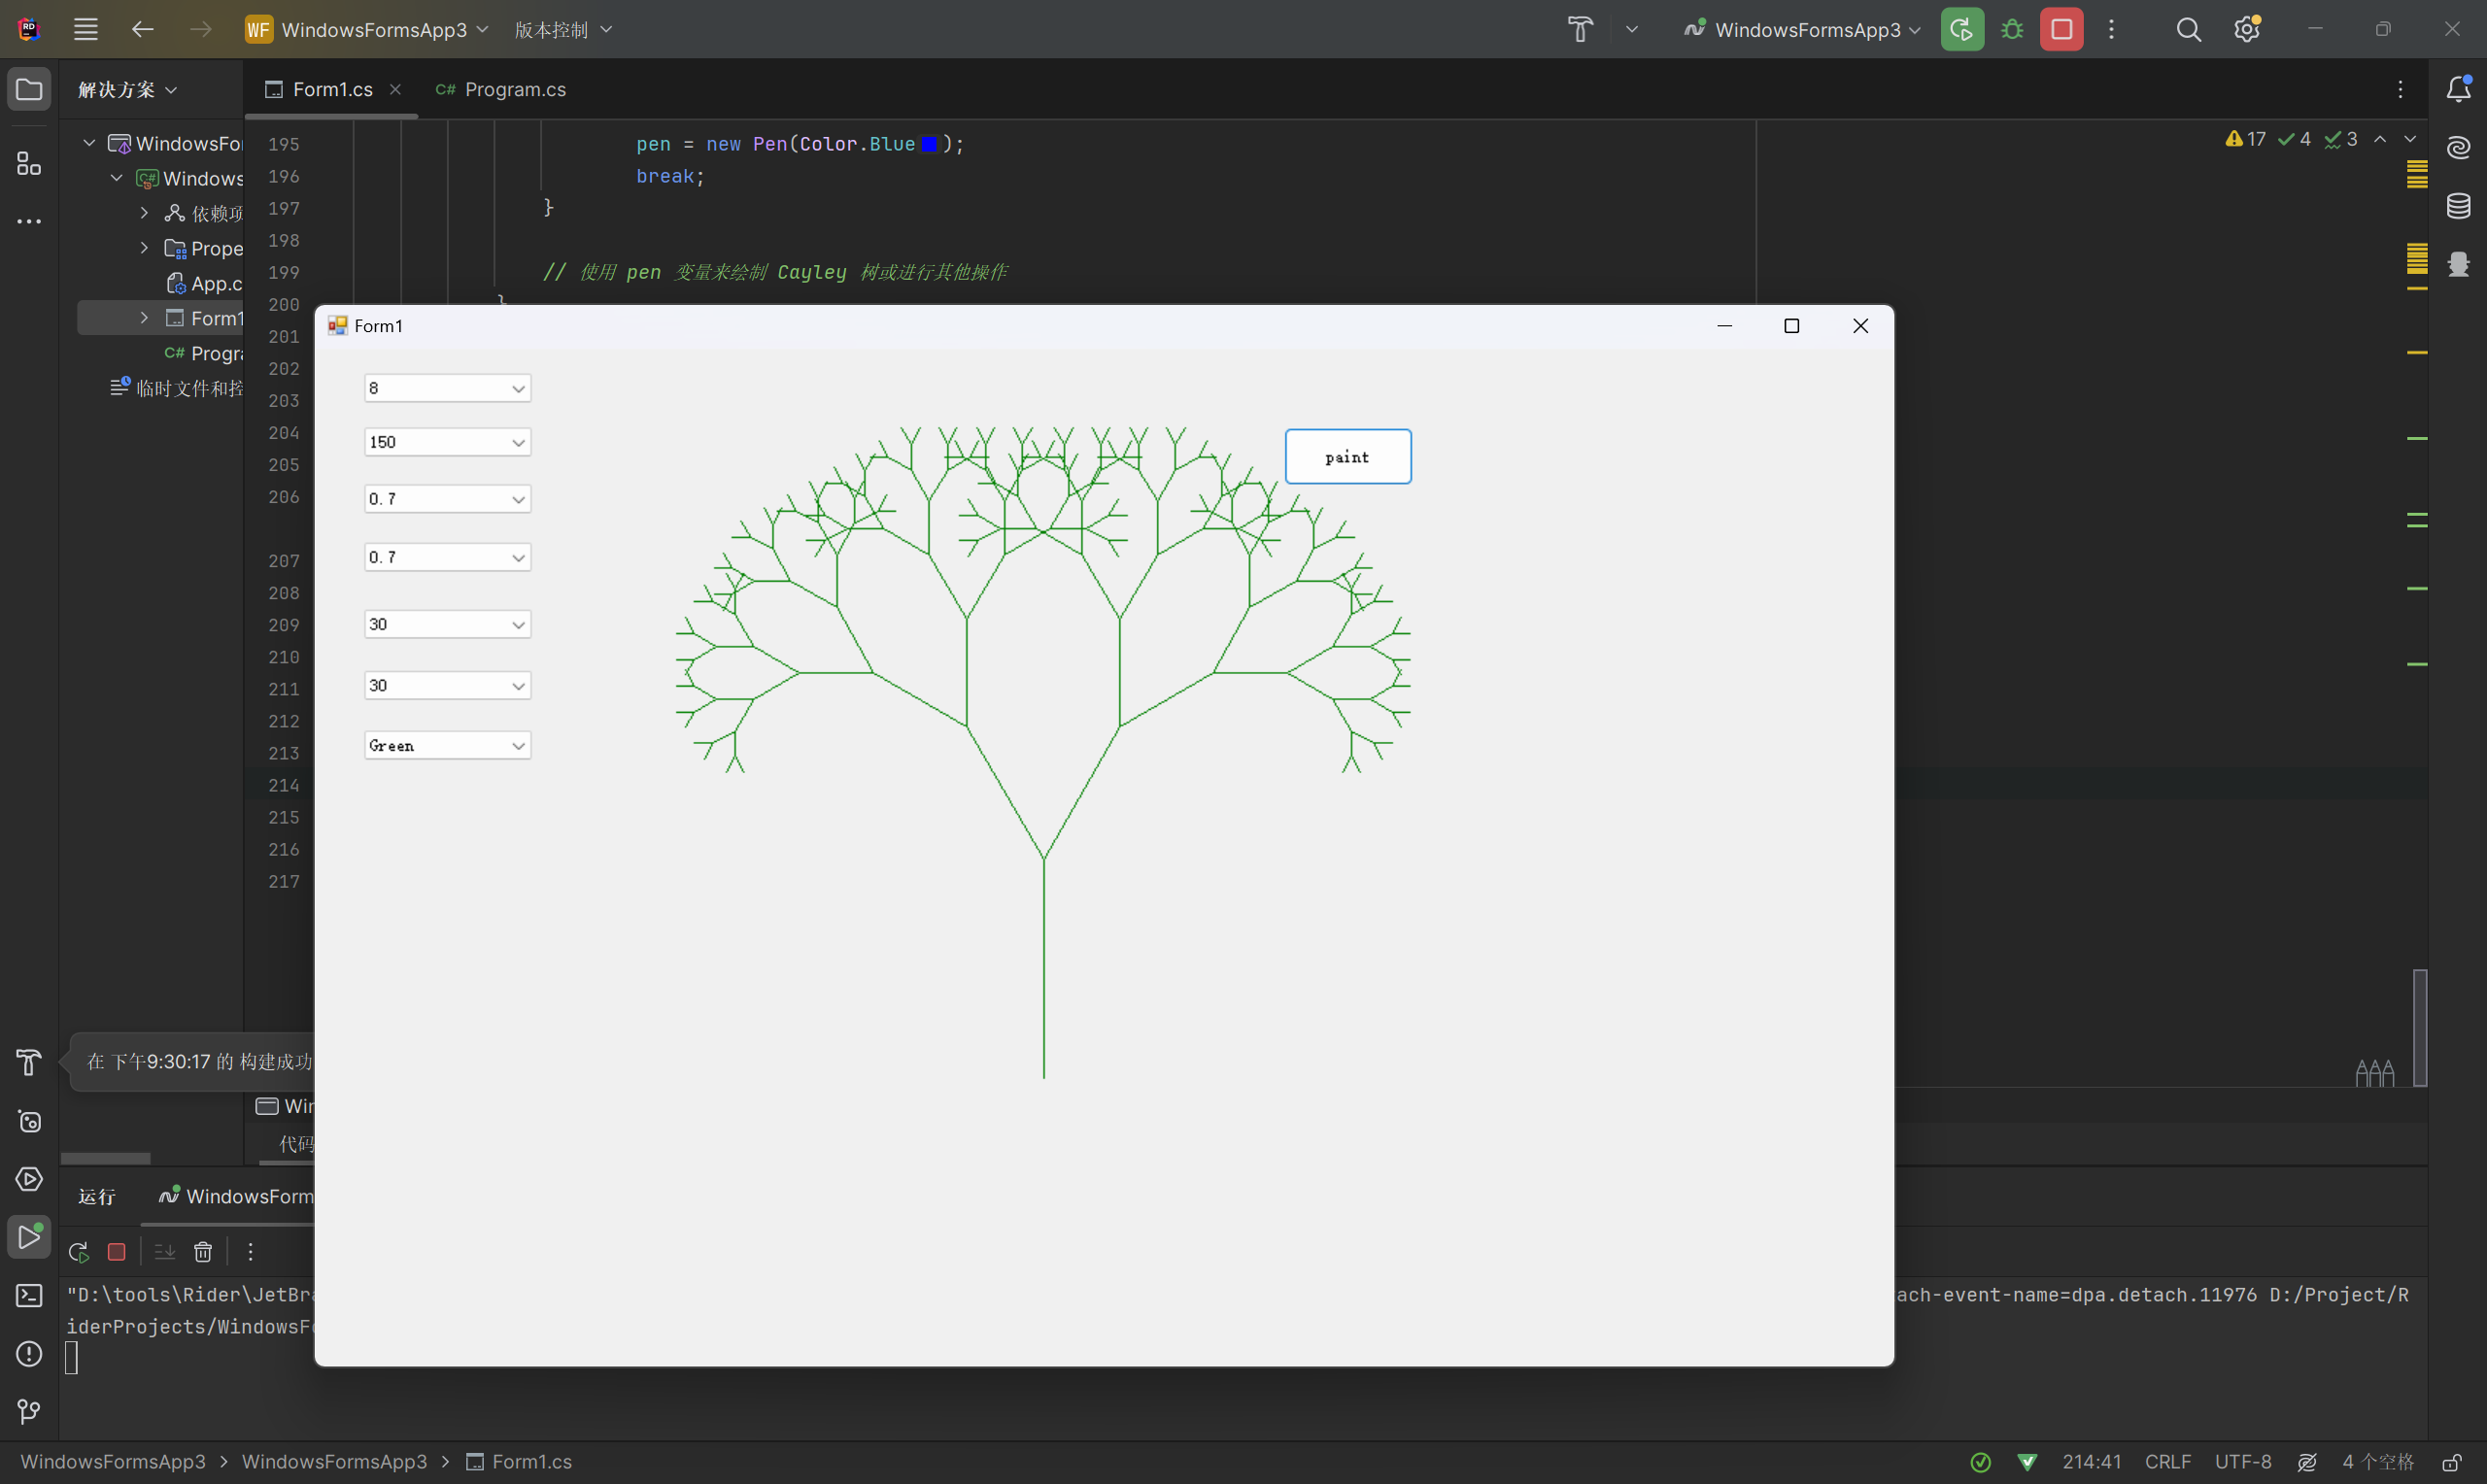 WF WindowsFormsApp3 版本控制 WindowsFormsApp3
解决方案 Form1.cs C# Program.cs
WindowsFor
Windows
依赖项
Prope
App.c
Form1
C# Progra
临时文件和控
17 4 3
195 pen = new Pen(Color.Blue);
196 break;
197 }
198
199 // 使用 pen 变量来绘制 Cayley 树或进行其他操作
200 }
201
202
203
204
205
206
207
208
209
210
211
212
213
214
215
216
217
Form1
8
150
0.7
0.7
30
30
Green
paint
在 下午9:30:17 的 构建成功
Win
代码
运行 WindowsForm
"D:\tools\Rider\JetBra ach-event-name=dpa.detach.11976 D:/Project/R
iderProjects/WindowsFo
WindowsFormsApp3 > WindowsFormsApp3 > Form1.cs 214:41 CRLF UTF-8 4 个空格